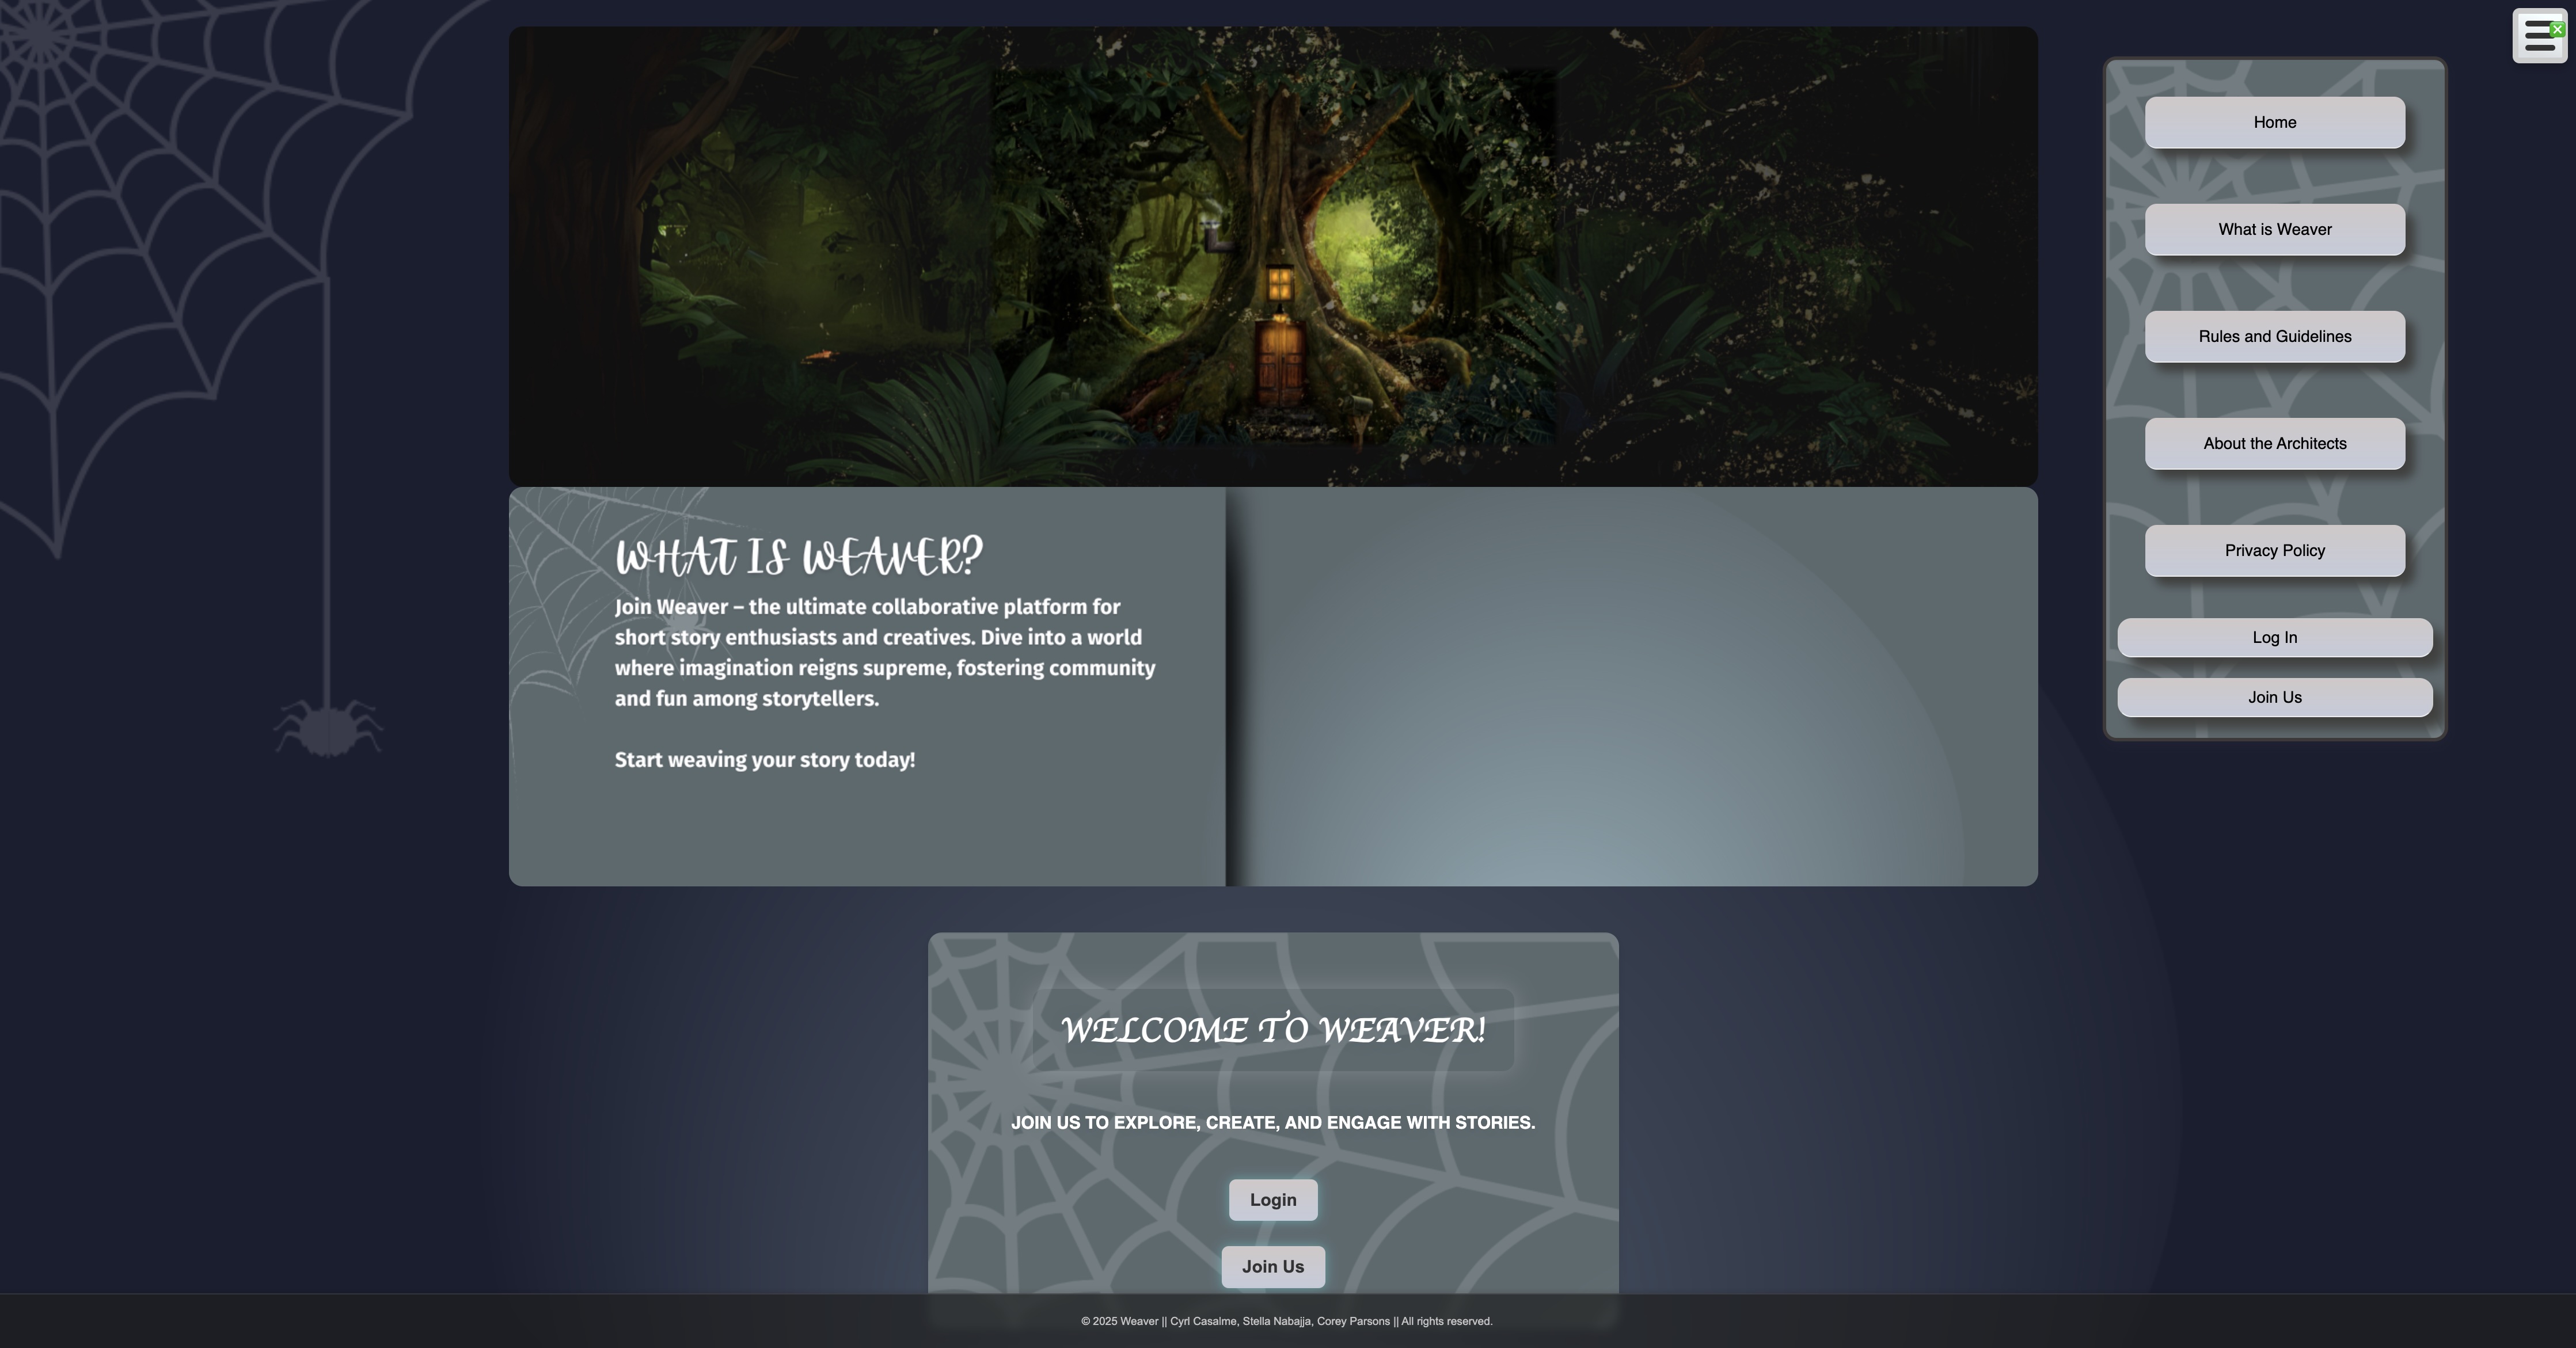 Home
What is Weaver
Rules and Guidelines
About the Architects
Privacy Policy
Log In
Join Us
WHAT IS WEAVER?
Join Weaver – the ultimate collaborative platform for
short story enthusiasts and creatives. Dive into a world
where imagination reigns supreme, fostering community
and fun among storytellers.
Start weaving your story today!
WELCOME TO WEAVER!
JOIN US TO EXPLORE, CREATE, AND ENGAGE WITH STORIES.
Login
Join Us
© 2025 Weaver || Cyrl Casalme, Stella Nabajja, Corey Parsons || All rights reserved.